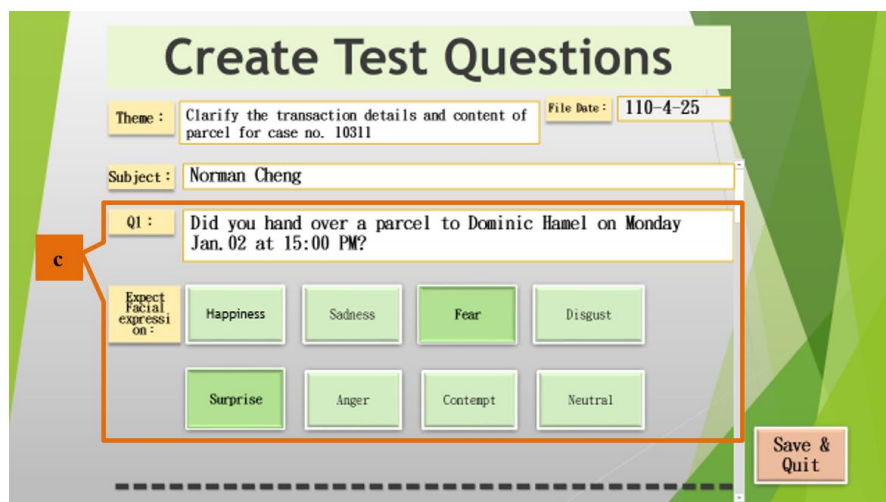 Create Test Questions
Theme : Clarify the transaction details and content of File Date : 110-4-25
parcel for case no. 10311
Subject : Norman Cheng
Q1 : Did you hand over a parcel to Dominic Hamel on Monday
Jan. 02 at 15:00 PM?
c
Expect
Facial
expressi
on :
Happiness Sadness Fear Disgust
Surprise Anger Contempt Neutral
Save &
Quit